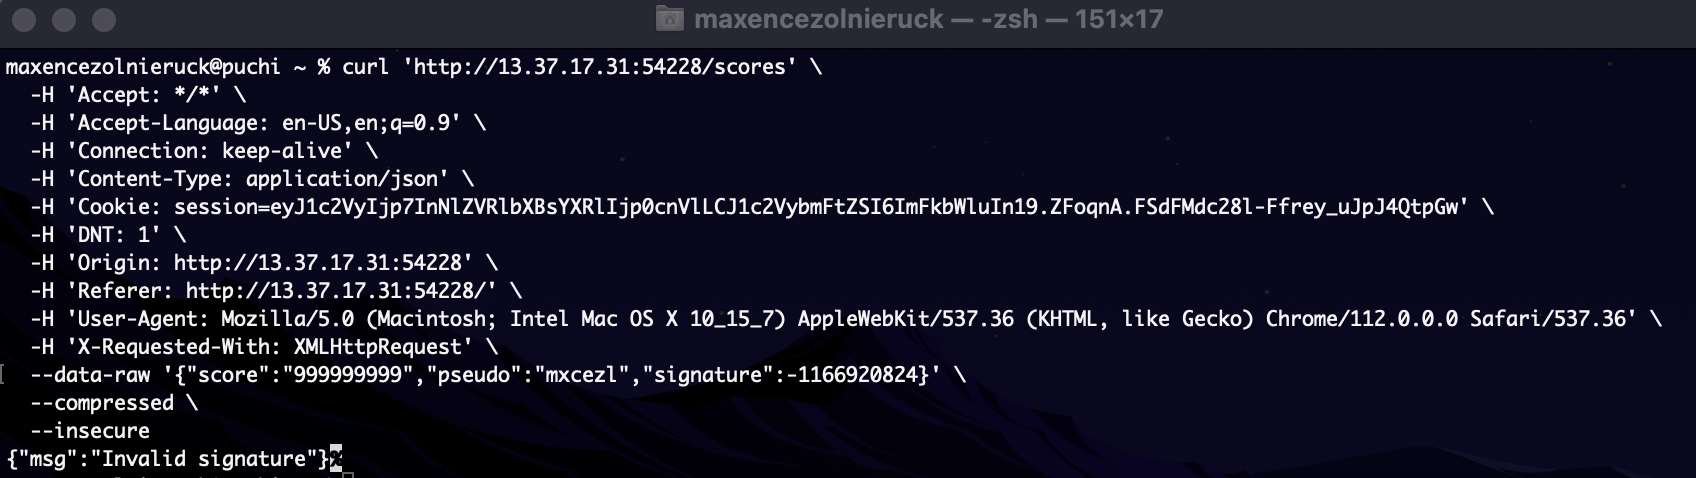 maxencezolnieruck — -zsh — 151×17
maxencezolnieruck@puchi ~ % curl 'http://13.37.17.31:54228/scores' \
-H 'Accept: */*' \
-H 'Accept-Language: en-US,en;q=0.9' \
-H 'Connection: keep-alive' \
-H 'Content-Type: application/json' \
-H 'Cookie: session=eyJ1c2VyIjp7InNlZVRlbXBsYXRlIjp0cnVlLCJ1c2VybmFtZSI6ImFkbWluIn19.ZFoqnA.FSdFMdc28l-Ffrey_uJpJ4QtpGw' \
-H 'DNT: 1' \
-H 'Origin: http://13.37.17.31:54228' \
-H 'Referer: http://13.37.17.31:54228/' \
-H 'User-Agent: Mozilla/5.0 (Macintosh; Intel Mac OS X 10_15_7) AppleWebKit/537.36 (KHTML, like Gecko) Chrome/112.0.0.0 Safari/537.36' \
-H 'X-Requested-With: XMLHttpRequest' \
--data-raw '{"score":"999999999","pseudo":"mxcezl","signature":-1166920824}' \
--compressed \
--insecure
{"msg":"Invalid signature"}%